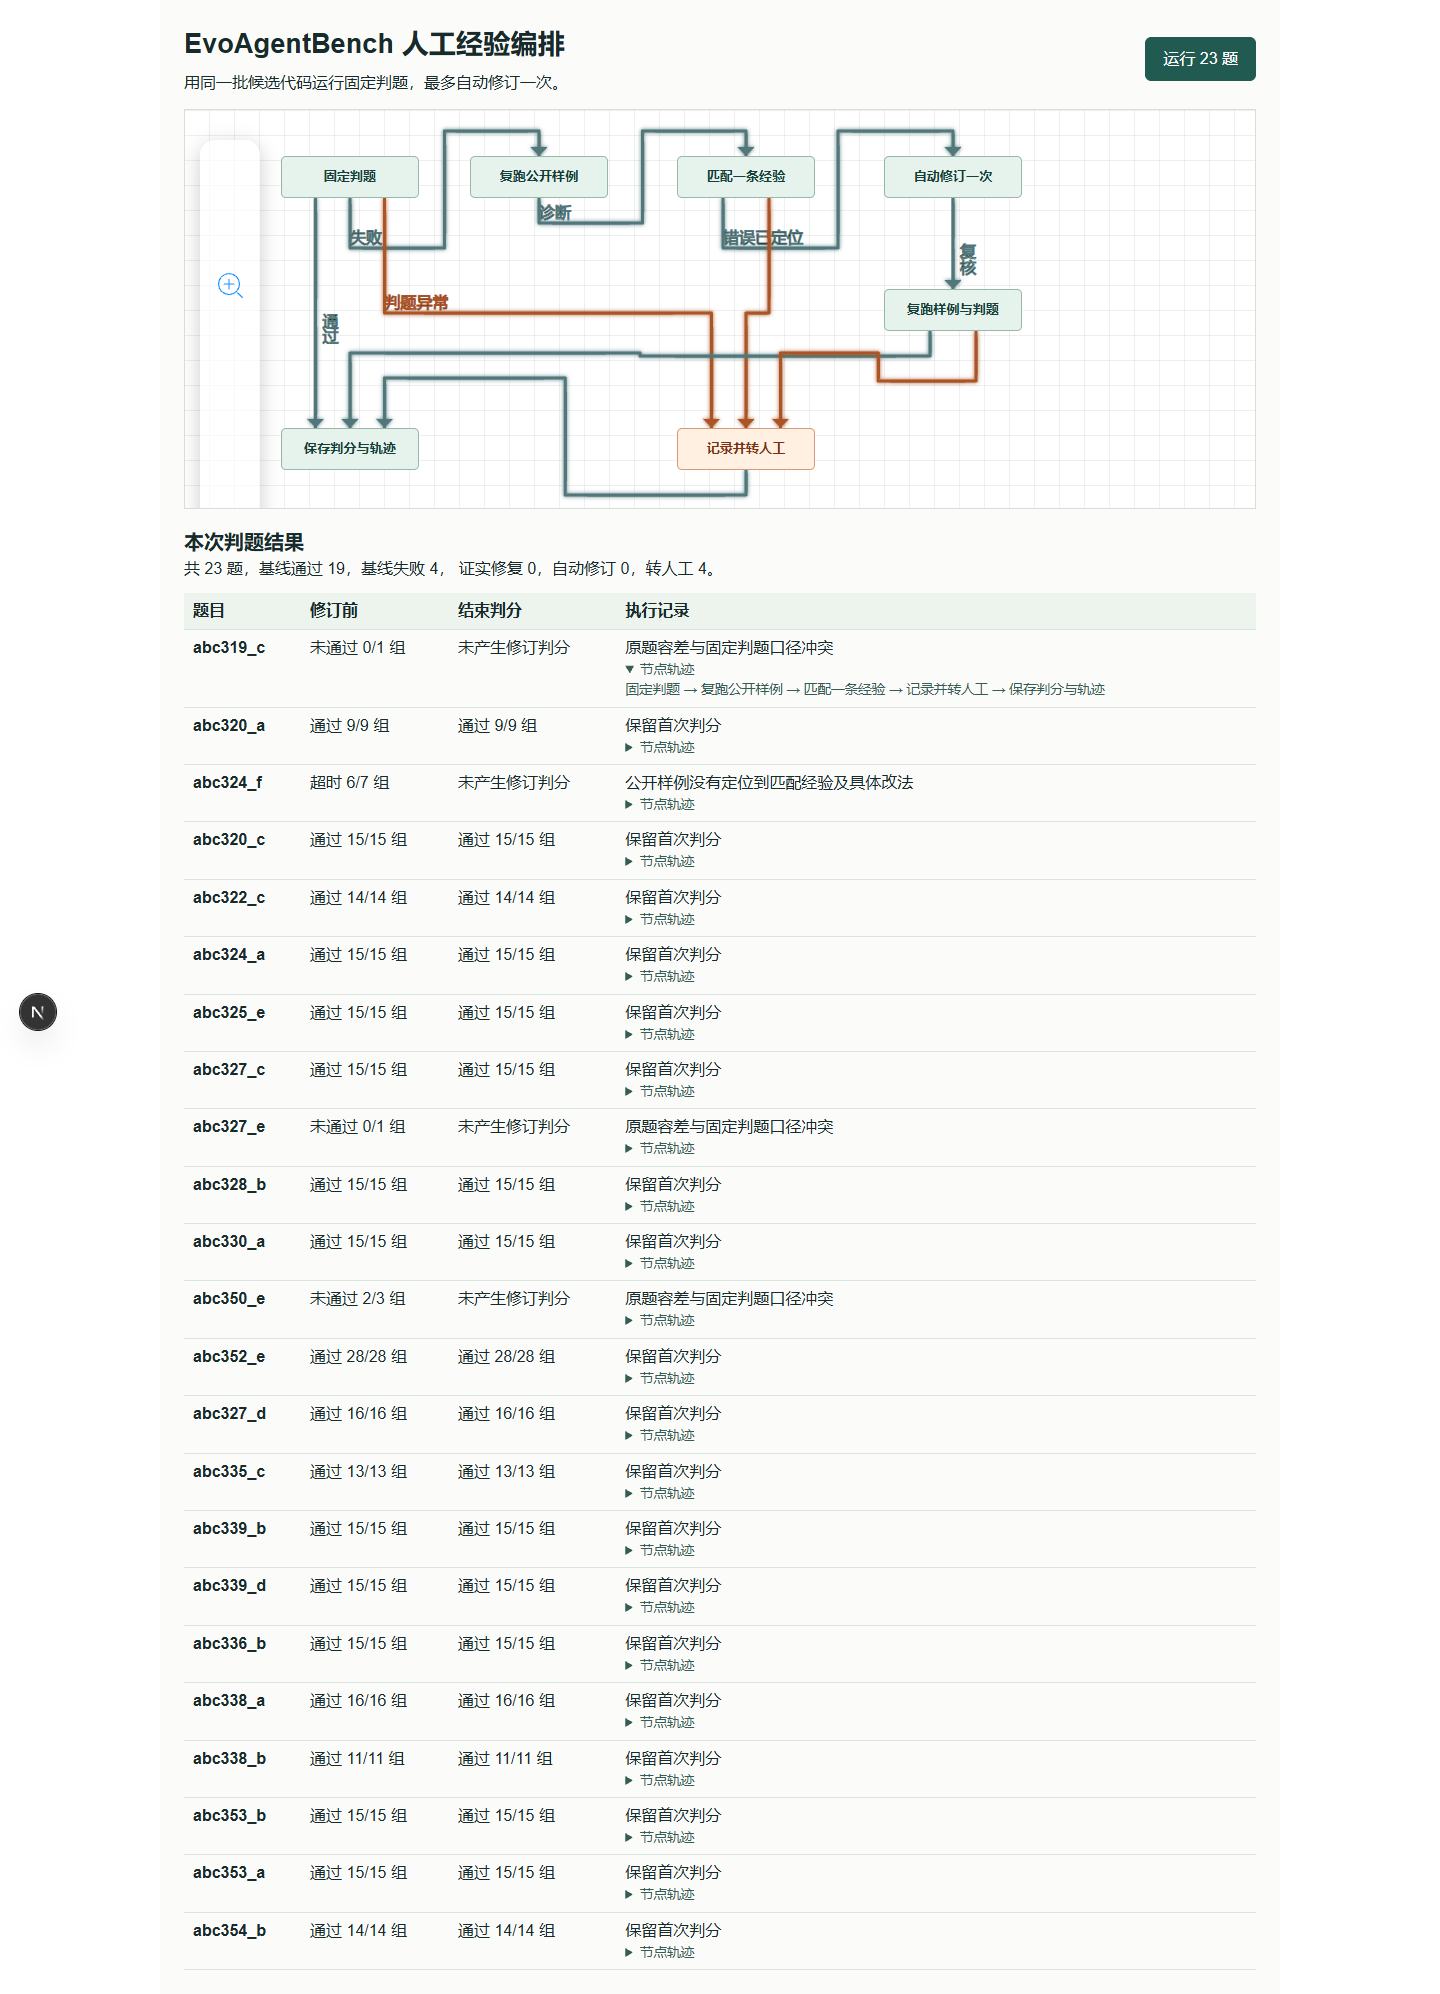 EvoAgentBench 人工经验编排
用同一批候选代码运行固定判题，最多自动修订一次。
运行 23 题
固定判题
复跑公开样例
匹配一条经验
自动修订一次
诊断
失败
错误已定位
复核
判题异常
复跑样例与判题
通过
保存判分与轨迹
记录并转人工
本次判题结果
共 23 题，基线通过 19，基线失败 4， 证实修复 0，自动修订 0，转人工 4。
题目 修订前 结束判分 执行记录
abc319_c 未通过 0/1 组 未产生修订判分 原题容差与固定判题口径冲突
▼ 节点轨迹
固定判题 → 复跑公开样例 → 匹配一条经验 → 记录并转人工 → 保存判分与轨迹
abc320_a 通过 9/9 组 通过 9/9 组 保留首次判分
▶ 节点轨迹
abc324_f 超时 6/7 组 未产生修订判分 公开样例没有定位到匹配经验及具体改法
▶ 节点轨迹
abc320_c 通过 15/15 组 通过 15/15 组 保留首次判分
▶ 节点轨迹
abc322_c 通过 14/14 组 通过 14/14 组 保留首次判分
▶ 节点轨迹
abc324_a 通过 15/15 组 通过 15/15 组 保留首次判分
▶ 节点轨迹
abc325_e 通过 15/15 组 通过 15/15 组 保留首次判分
▶ 节点轨迹
abc327_c 通过 15/15 组 通过 15/15 组 保留首次判分
▶ 节点轨迹
abc327_e 未通过 0/1 组 未产生修订判分 原题容差与固定判题口径冲突
▶ 节点轨迹
abc328_b 通过 15/15 组 通过 15/15 组 保留首次判分
▶ 节点轨迹
abc330_a 通过 15/15 组 通过 15/15 组 保留首次判分
▶ 节点轨迹
abc350_e 未通过 2/3 组 未产生修订判分 原题容差与固定判题口径冲突
▶ 节点轨迹
abc352_e 通过 28/28 组 通过 28/28 组 保留首次判分
▶ 节点轨迹
abc327_d 通过 16/16 组 通过 16/16 组 保留首次判分
▶ 节点轨迹
abc335_c 通过 13/13 组 通过 13/13 组 保留首次判分
▶ 节点轨迹
abc339_b 通过 15/15 组 通过 15/15 组 保留首次判分
▶ 节点轨迹
abc339_d 通过 15/15 组 通过 15/15 组 保留首次判分
▶ 节点轨迹
abc336_b 通过 15/15 组 通过 15/15 组 保留首次判分
▶ 节点轨迹
abc338_a 通过 16/16 组 通过 16/16 组 保留首次判分
▶ 节点轨迹
abc338_b 通过 11/11 组 通过 11/11 组 保留首次判分
▶ 节点轨迹
abc353_b 通过 15/15 组 通过 15/15 组 保留首次判分
▶ 节点轨迹
abc353_a 通过 15/15 组 通过 15/15 组 保留首次判分
▶ 节点轨迹
abc354_b 通过 14/14 组 通过 14/14 组 保留首次判分
▶ 节点轨迹
N